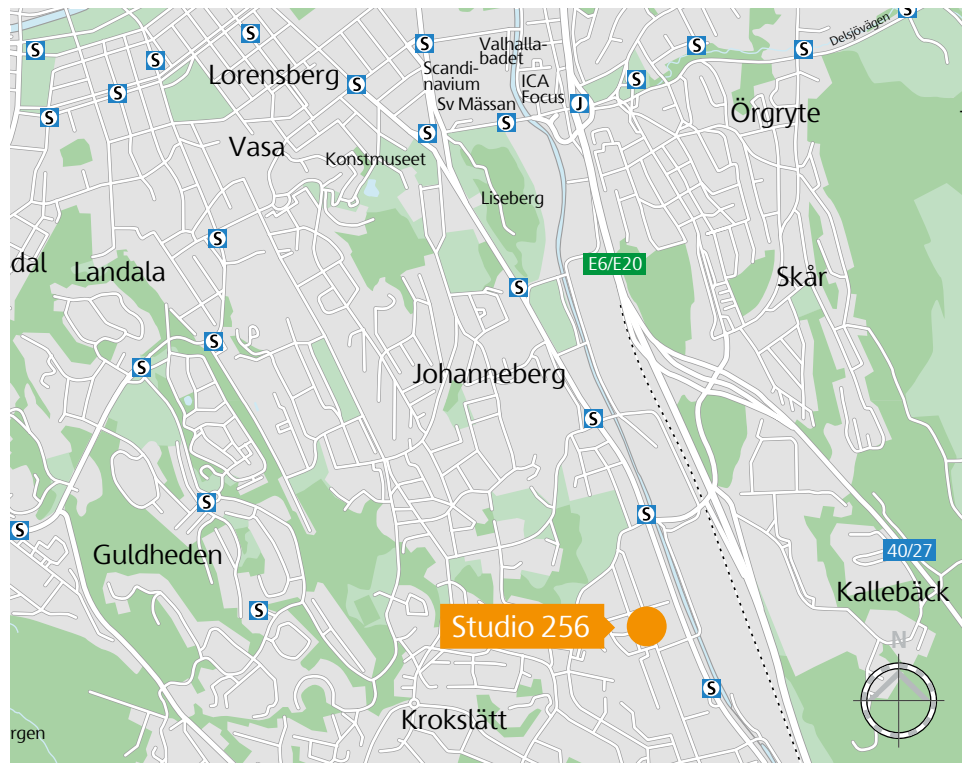 S
S
S
Delsjövägen
S
S
S
S
S
Lorensberg
S
Scandi-
navium
Valhalla-
badet
ICA
Focus
Sv Mässan
S
J
S
S
S
Örgryte
Vasa
Konstmuseet
Liseberg
S
E6/E20
dal
Landala
Skår
S
S
S
Johanneberg
S
S
S
S
Guldheden
40/27
Kallebäck
S
Studio 256
N
S
Krokslätt
rgen